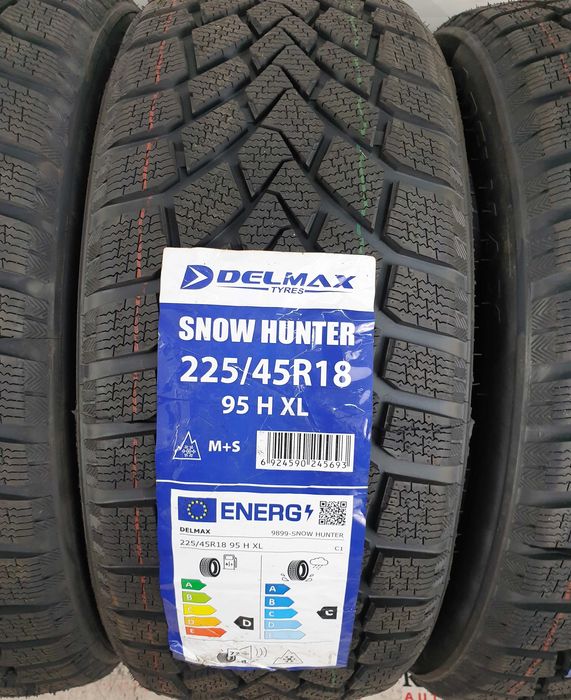 DELMAX
TYRES
SNOW HUNTER
225/45R18
95 H XL
M+S
6 924590 245693
ENERG
DELMAX
9899-SNOW HUNTER
225/45R18 95 H XL
C1
A
B
C
D
E
D
A
B
C
D
E
C